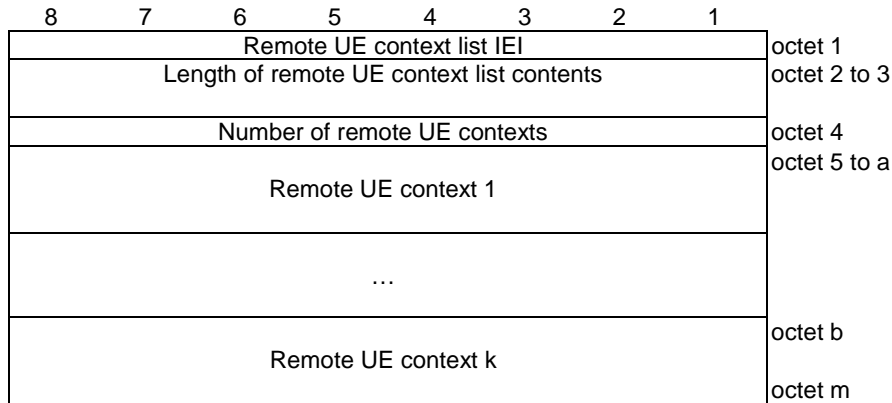 8 7 6 5 4 3 2 1
Remote UE context list IEI octet 1
Length of remote UE context list contents octet 2 to 3
Number of remote UE contexts octet 4
octet 5 to a
Remote UE context 1
…
octet b
Remote UE context k
octet m